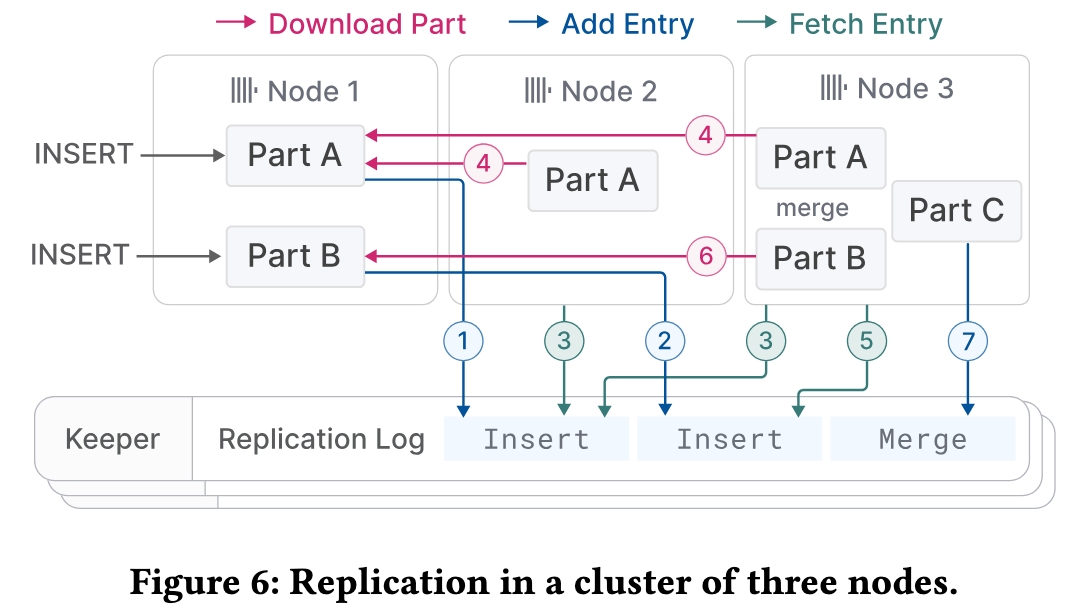 Download Part Add Entry Fetch Entry
Node 1
Node 2
Node 3
INSERT
Part A
4
4
Part A
Part A
merge
Part C
INSERT
Part B
6
Part B
1
3
2
3
5
7
Keeper
Replication Log
Insert
Insert
Merge
Figure 6: Replication in a cluster of three nodes.